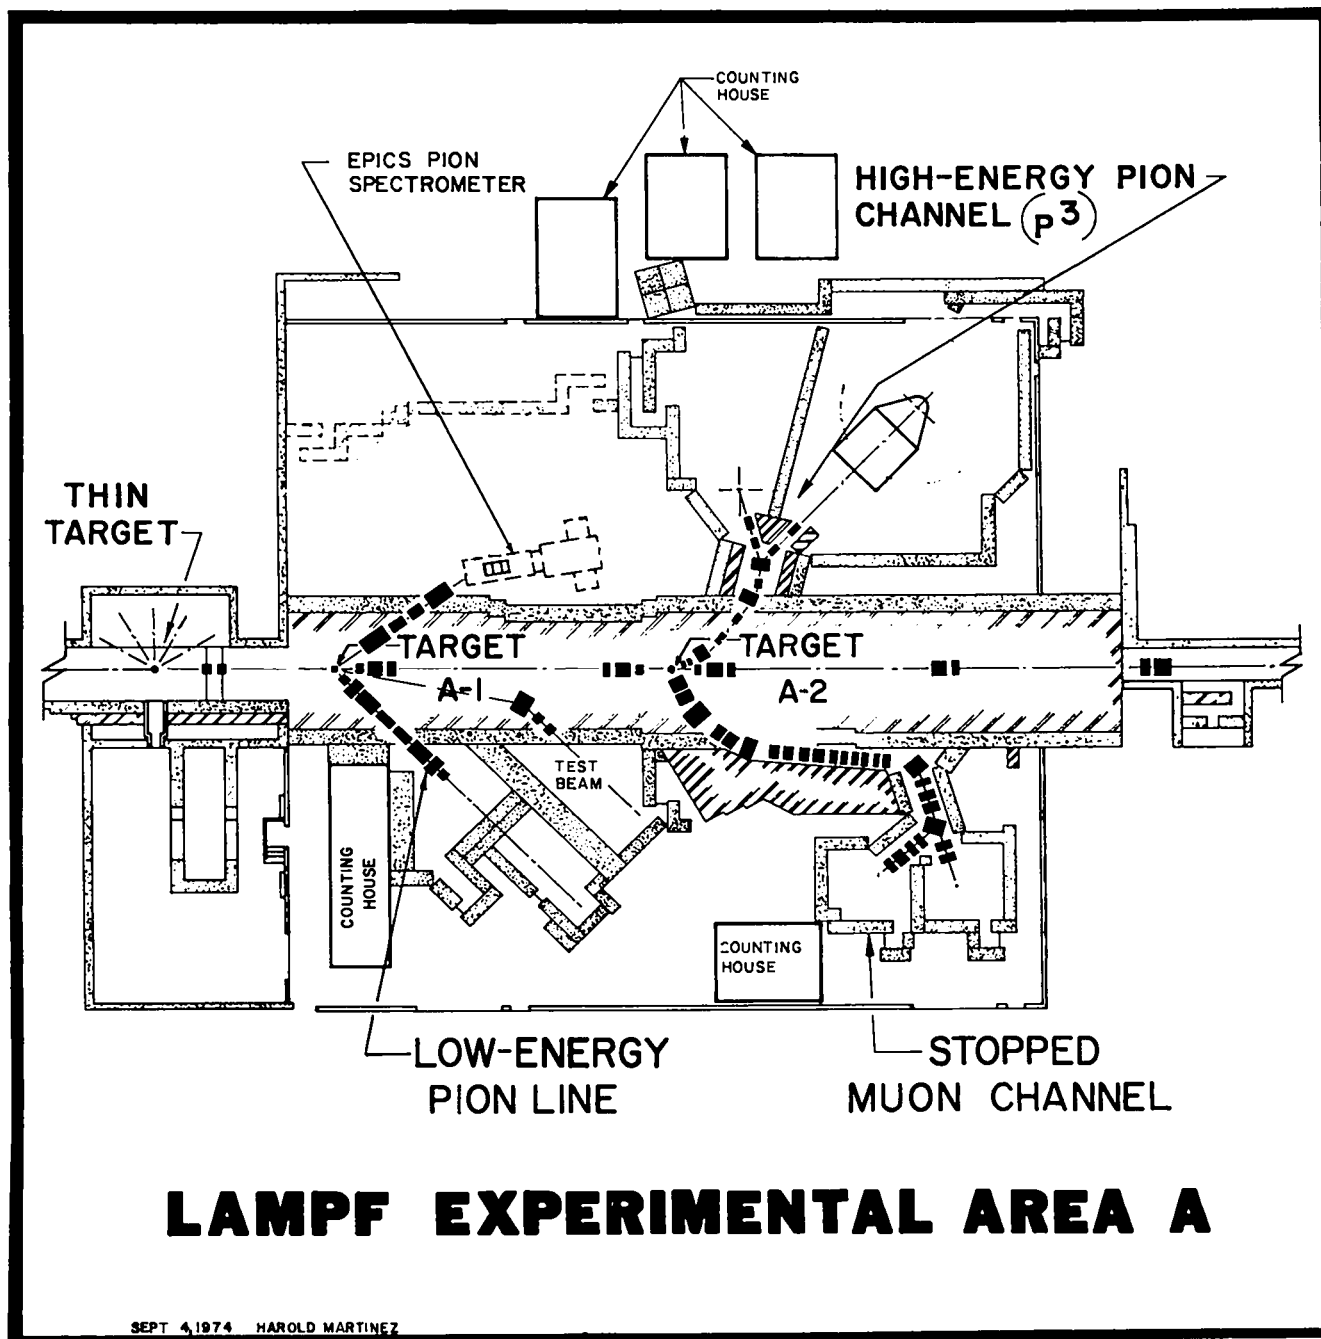 COUNTING
HOUSE
EPICS PION
SPECTROMETER
HIGH-ENERGY PION
CHANNEL (P³)
THIN
TARGET
TARGET
A-1
TARGET
A-2
TEST
BEAM
COUNTING
HOUSE
COUNTING
HOUSE
LOW-ENERGY
PION LINE
STOPPED
MUON CHANNEL
LAMPF EXPERIMENTAL AREA A
SEPT 4,1974 HAROLD MARTINEZ